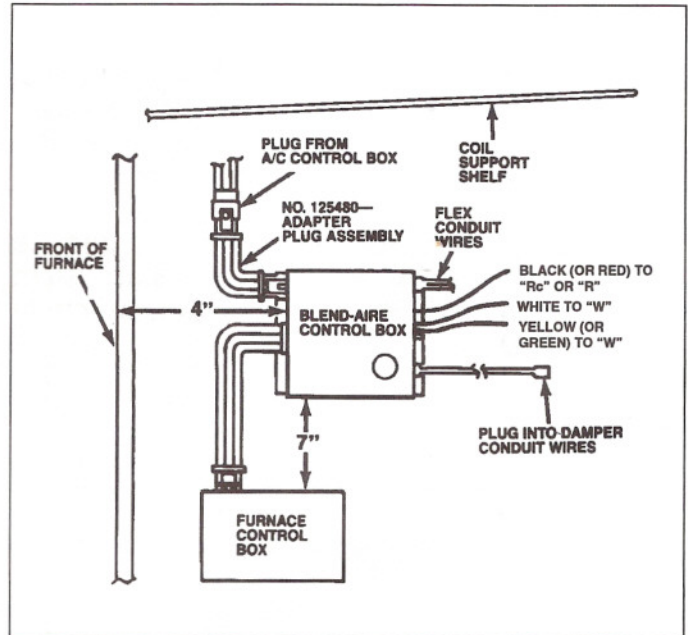 PLUG FROM
A/C CONTROL BOX
COIL
SUPPORT
SHELF
NO. 125480—
ADAPTER
PLUG ASSEMBLY
FLEX
CONDUIT
WIRES
FRONT OF
FURNACE
4”
BLEND-AIRE
CONTROL BOX
BLACK (OR RED) TO
“Rc” OR “R”
WHITE TO “W”
YELLOW (OR
GREEN) TO “W”
PLUG INTO DAMPER
CONDUIT WIRES
7”
FURNACE
CONTROL
BOX